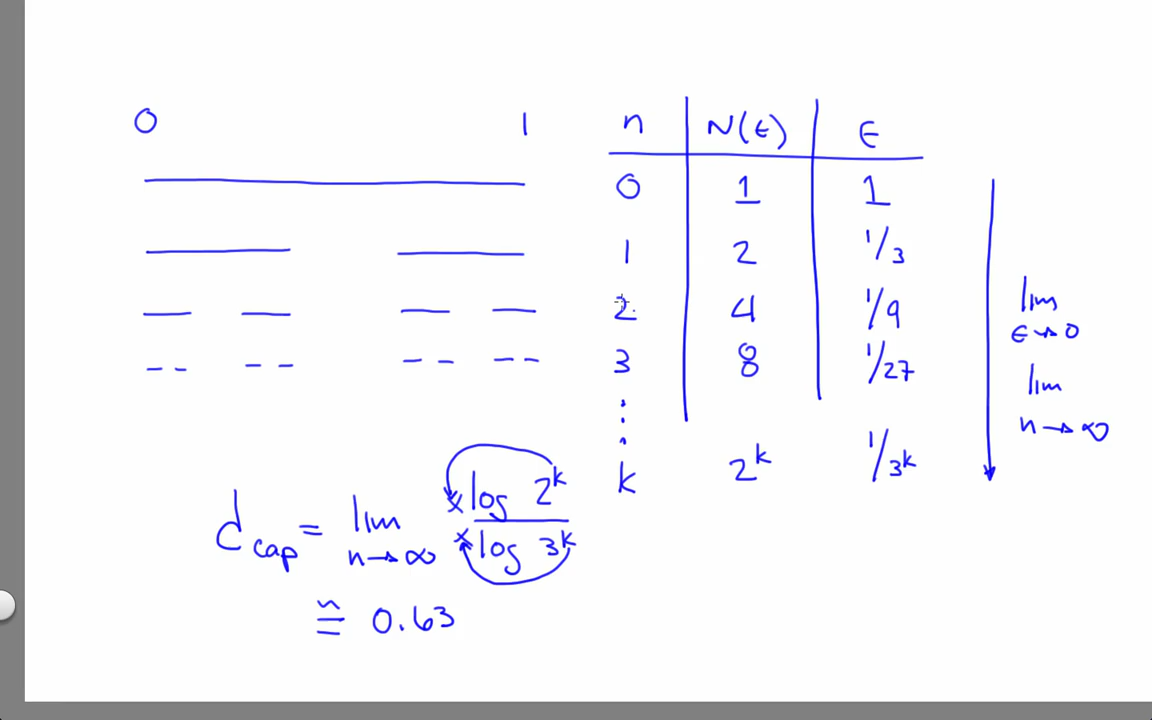 0 1
n N(ϵ) ϵ
0 1 1
1 2 1/3
2 4 1/9
3 8 1/27
⋮
k 2^k 1/3^k
lim
ϵ→0
lim
n→∞
d_cap = lim n→∞ k log 2^k / k log 3^k
≅ 0.63